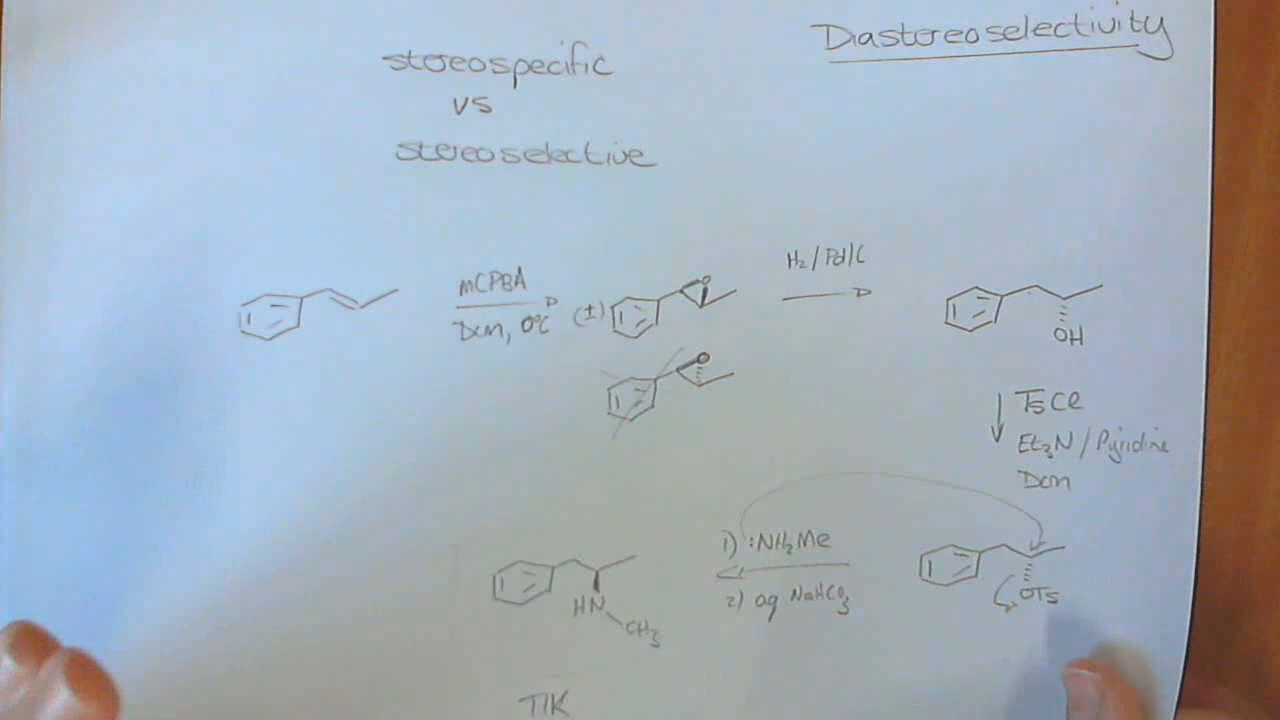 Diastereoselectivity
stereospecific
vs
stereoselective
mCPBA
Dcm, 0°C
(±)
O
O
H₂/Pd/C
OH
TsCl
Et₃N/Pyridine
Dcm
1) :NH₂Me
2) aq NaHCO₃
OTs
HN
CH₃